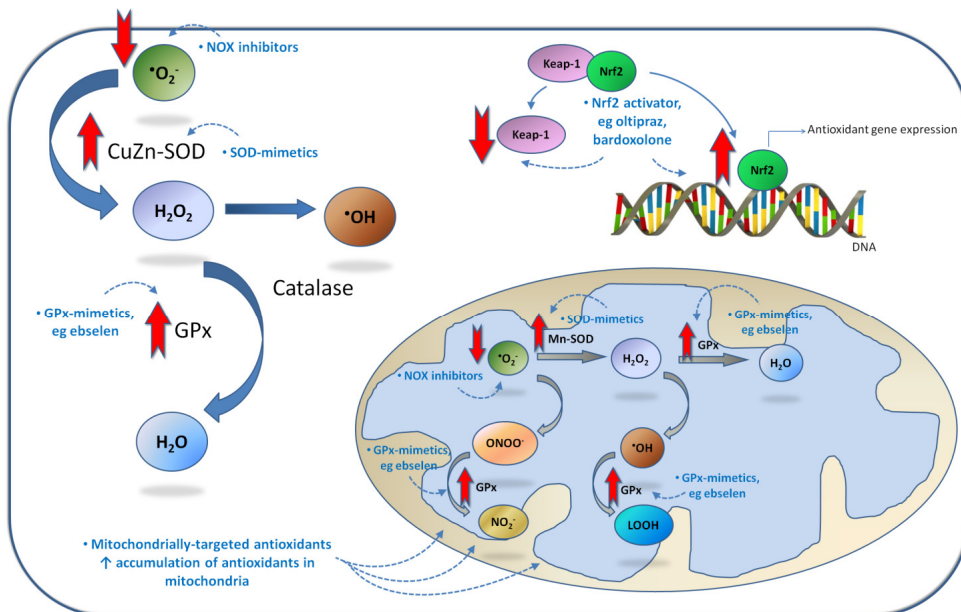 • NOX inhibitors
•O₂⁻
CuZn-SOD
• SOD-mimetics
H₂O₂
•OH
Catalase
• GPx-mimetics,
eg ebselen
GPx
H₂O
Keap-1
Nrf2
• Nrf2 activator,
eg oltipraz,
bardoxolone
Keap-1
Antioxidant gene expression
Nrf2
DNA
• SOD-mimetics
Mn-SOD
•O₂⁻
H₂O₂
GPx
• GPx-mimetics,
eg ebselen
H₂O
• NOX inhibitors
ONOO⁻
• GPx-mimetics,
eg ebselen
GPx
NO₂⁻
•OH
GPx
• GPx-mimetics,
eg ebselen
LOOH
• Mitochondrially-targeted antioxidants
↑ accumulation of antioxidants in
mitochondria